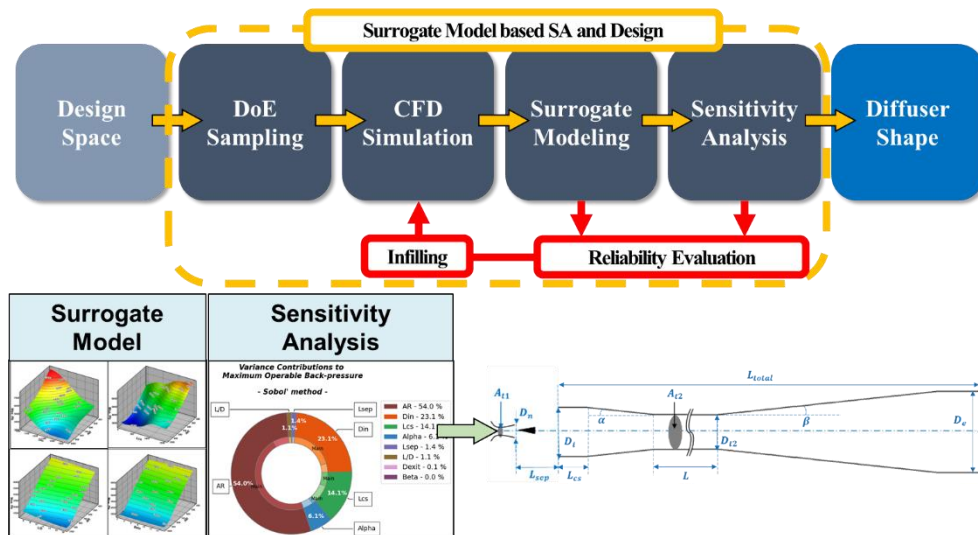 Surrogate Model based SA and Design
Design
Space
DoE
Sampling
CFD
Simulation
Surrogate
Modeling
Sensitivity
Analysis
Diffuser
Shape
Infilling
Reliability Evaluation
Surrogate
Model
Sensitivity
Analysis
Variance Contributions to
Maximum Operable Back-pressure
- Sobol' method -
L/D
Lsep
Din
AR
Lcs
Alpha
1.4%
1.1%
23.1%
54.0%
14.1%
6.1%
Main
AR - 54.0 %
Din - 23.1 %
Lcs - 14.1
Alpha - 6.
Lsep - 1.4 %
L/D - 1.1 %
Dexit - 0.1 %
Beta - 0.0 %
L_total
A_t1
D_n
A_t2
α
β
D_i
D_t2
D_e
L_sep
L_cs
L